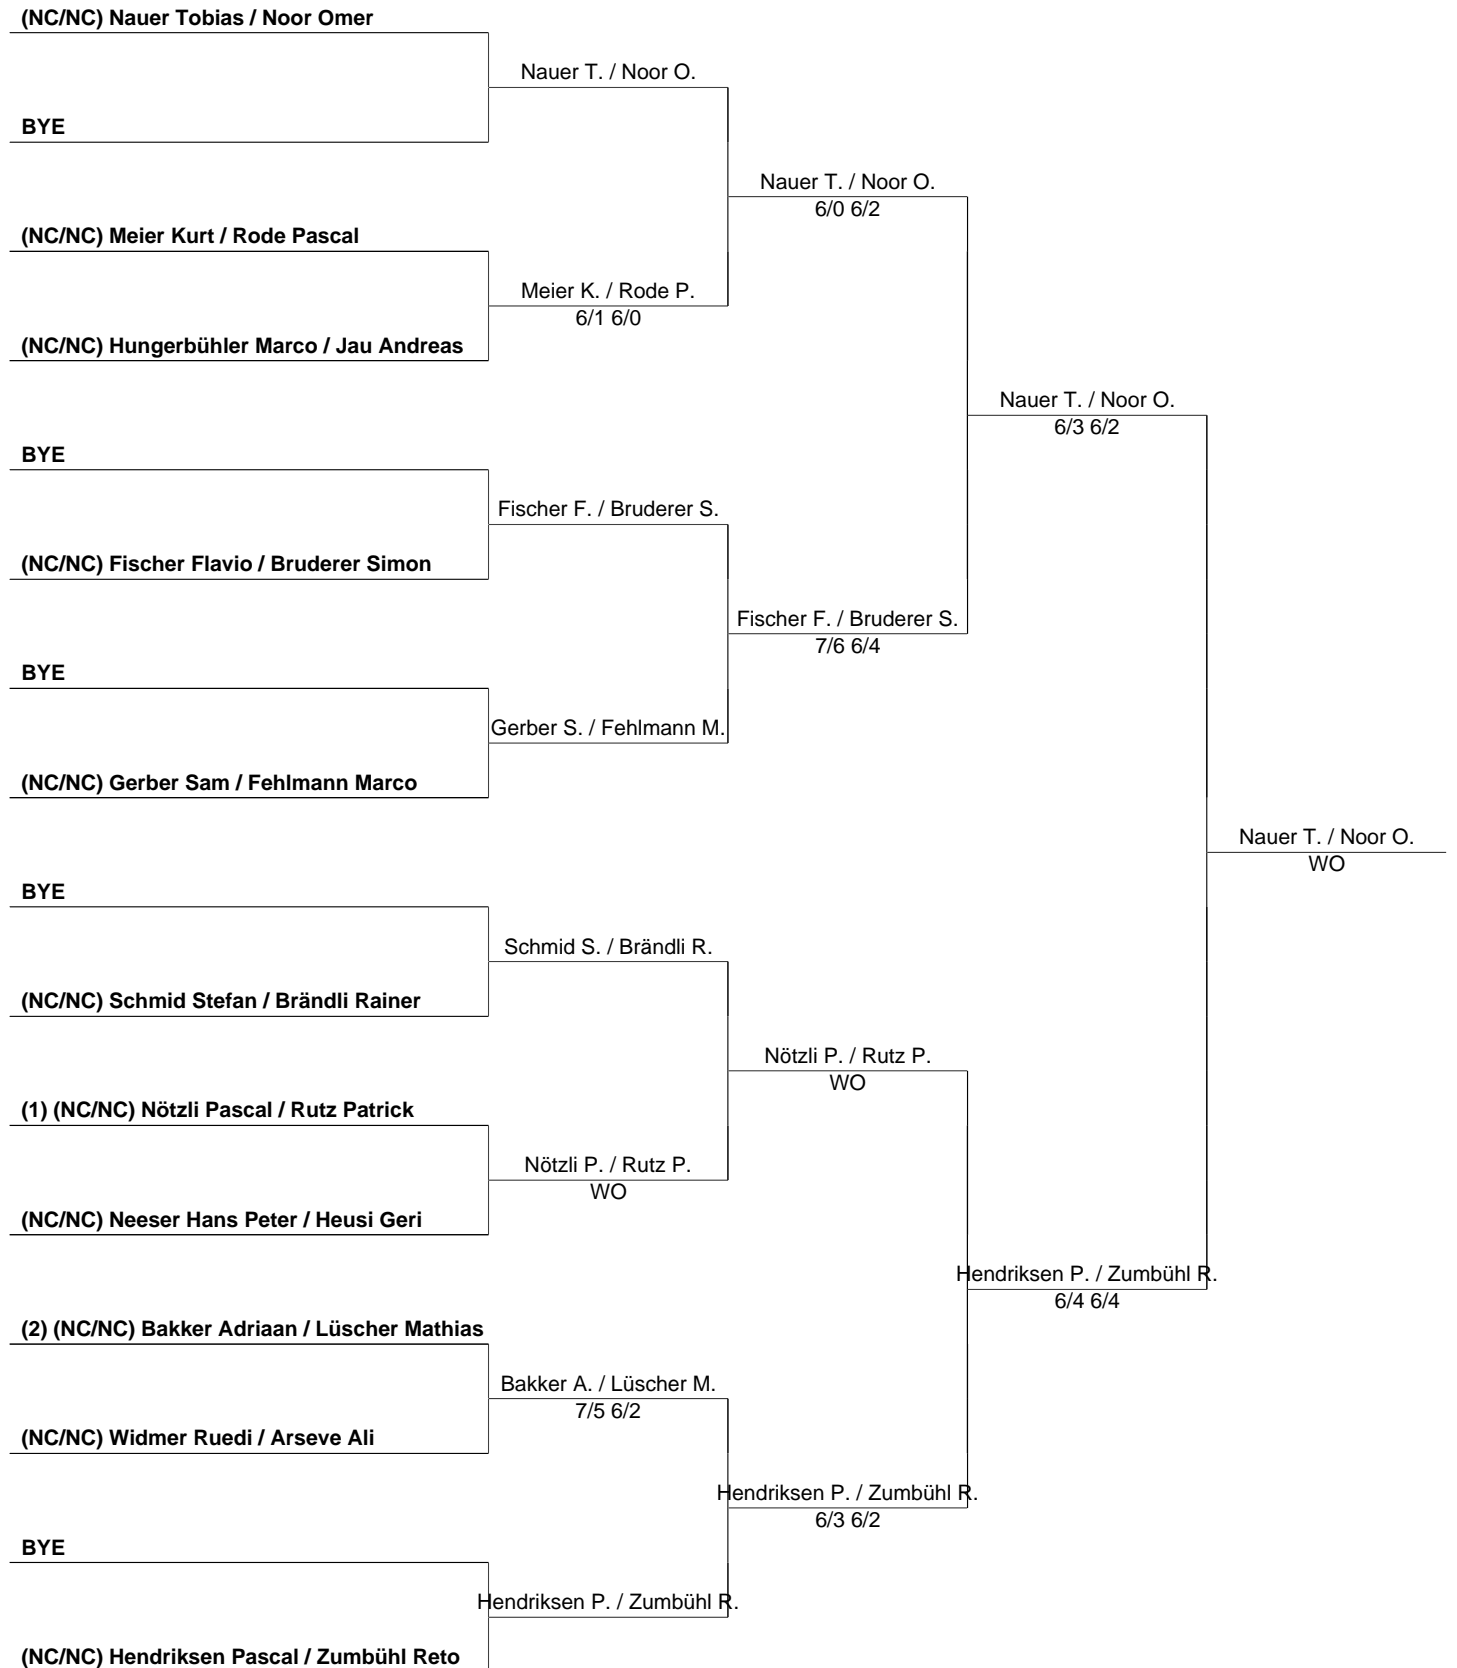 (NC/NC) Nauer Tobias / Noor Omer
Nauer T. / Noor O.
BYE
Nauer T. / Noor O.
6/0 6/2
(NC/NC) Meier Kurt / Rode Pascal
Meier K. / Rode P.
6/1 6/0
(NC/NC) Hungerbühler Marco / Jau Andreas
Nauer T. / Noor O.
6/3 6/2
BYE
Fischer F. / Bruderer S.
(NC/NC) Fischer Flavio / Bruderer Simon
Fischer F. / Bruderer S.
7/6 6/4
BYE
Gerber S. / Fehlmann M.
(NC/NC) Gerber Sam / Fehlmann Marco
Nauer T. / Noor O.
WO
BYE
Schmid S. / Brändli R.
(NC/NC) Schmid Stefan / Brändli Rainer
Nötzli P. / Rutz P.
WO
(1) (NC/NC) Nötzli Pascal / Rutz Patrick
Nötzli P. / Rutz P.
WO
(NC/NC) Neeser Hans Peter / Heusi Geri
Hendriksen P. / Zumbühl R.
6/4 6/4
(2) (NC/NC) Bakker Adriaan / Lüscher Mathias
Bakker A. / Lüscher M.
7/5 6/2
(NC/NC) Widmer Ruedi / Arseve Ali
Hendriksen P. / Zumbühl R.
6/3 6/2
BYE
Hendriksen P. / Zumbühl R.
(NC/NC) Hendriksen Pascal / Zumbühl Reto